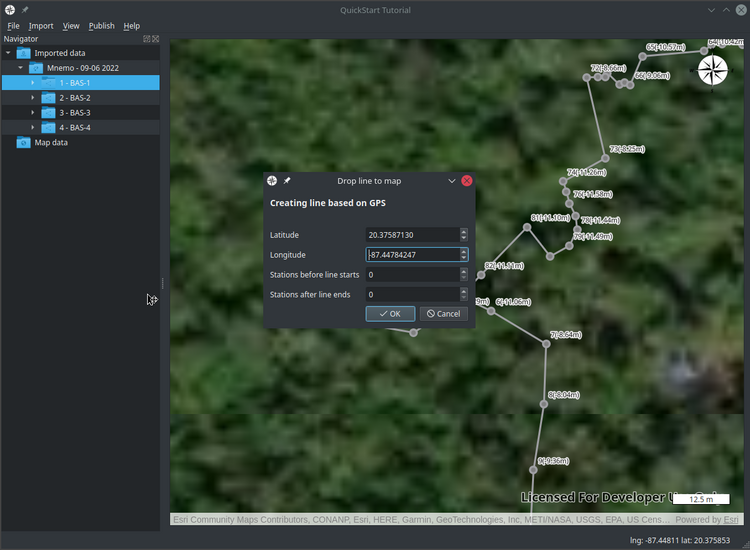 QuickStart Tutorial
File Import View Publish Help
Navigator
Imported data
Mnemo - 09-06 2022
1 - BAS-1
2 - BAS-2
3 - BAS-3
4 - BAS-4
Map data
65(-10.57m)
72(-8.66m)
66(-9.06m)
73(-8.25m)
74(-11.26m)
76(-11.58m)
81(-11.10m)
78(-11.44m)
79(-11.49m)
82(-11.11m)
6(-11.06m)
7(-8.64m)
8(-8.04m)
9(-9.36m)
Drop line to map
Creating line based on GPS
Latitude 20.37587130
Longitude -87.44784247
Stations before line starts 0
Stations after line ends 0
OK Cancel
Licensed For Developer
12.5 m
Esri Community Maps Contributors, CONANP, Esri, HERE, Garmin, GeoTechnologies, Inc, METI/NASA, USGS, EPA, US Cens... Powered by Esri
lng: -87.44811 lat: 20.375853